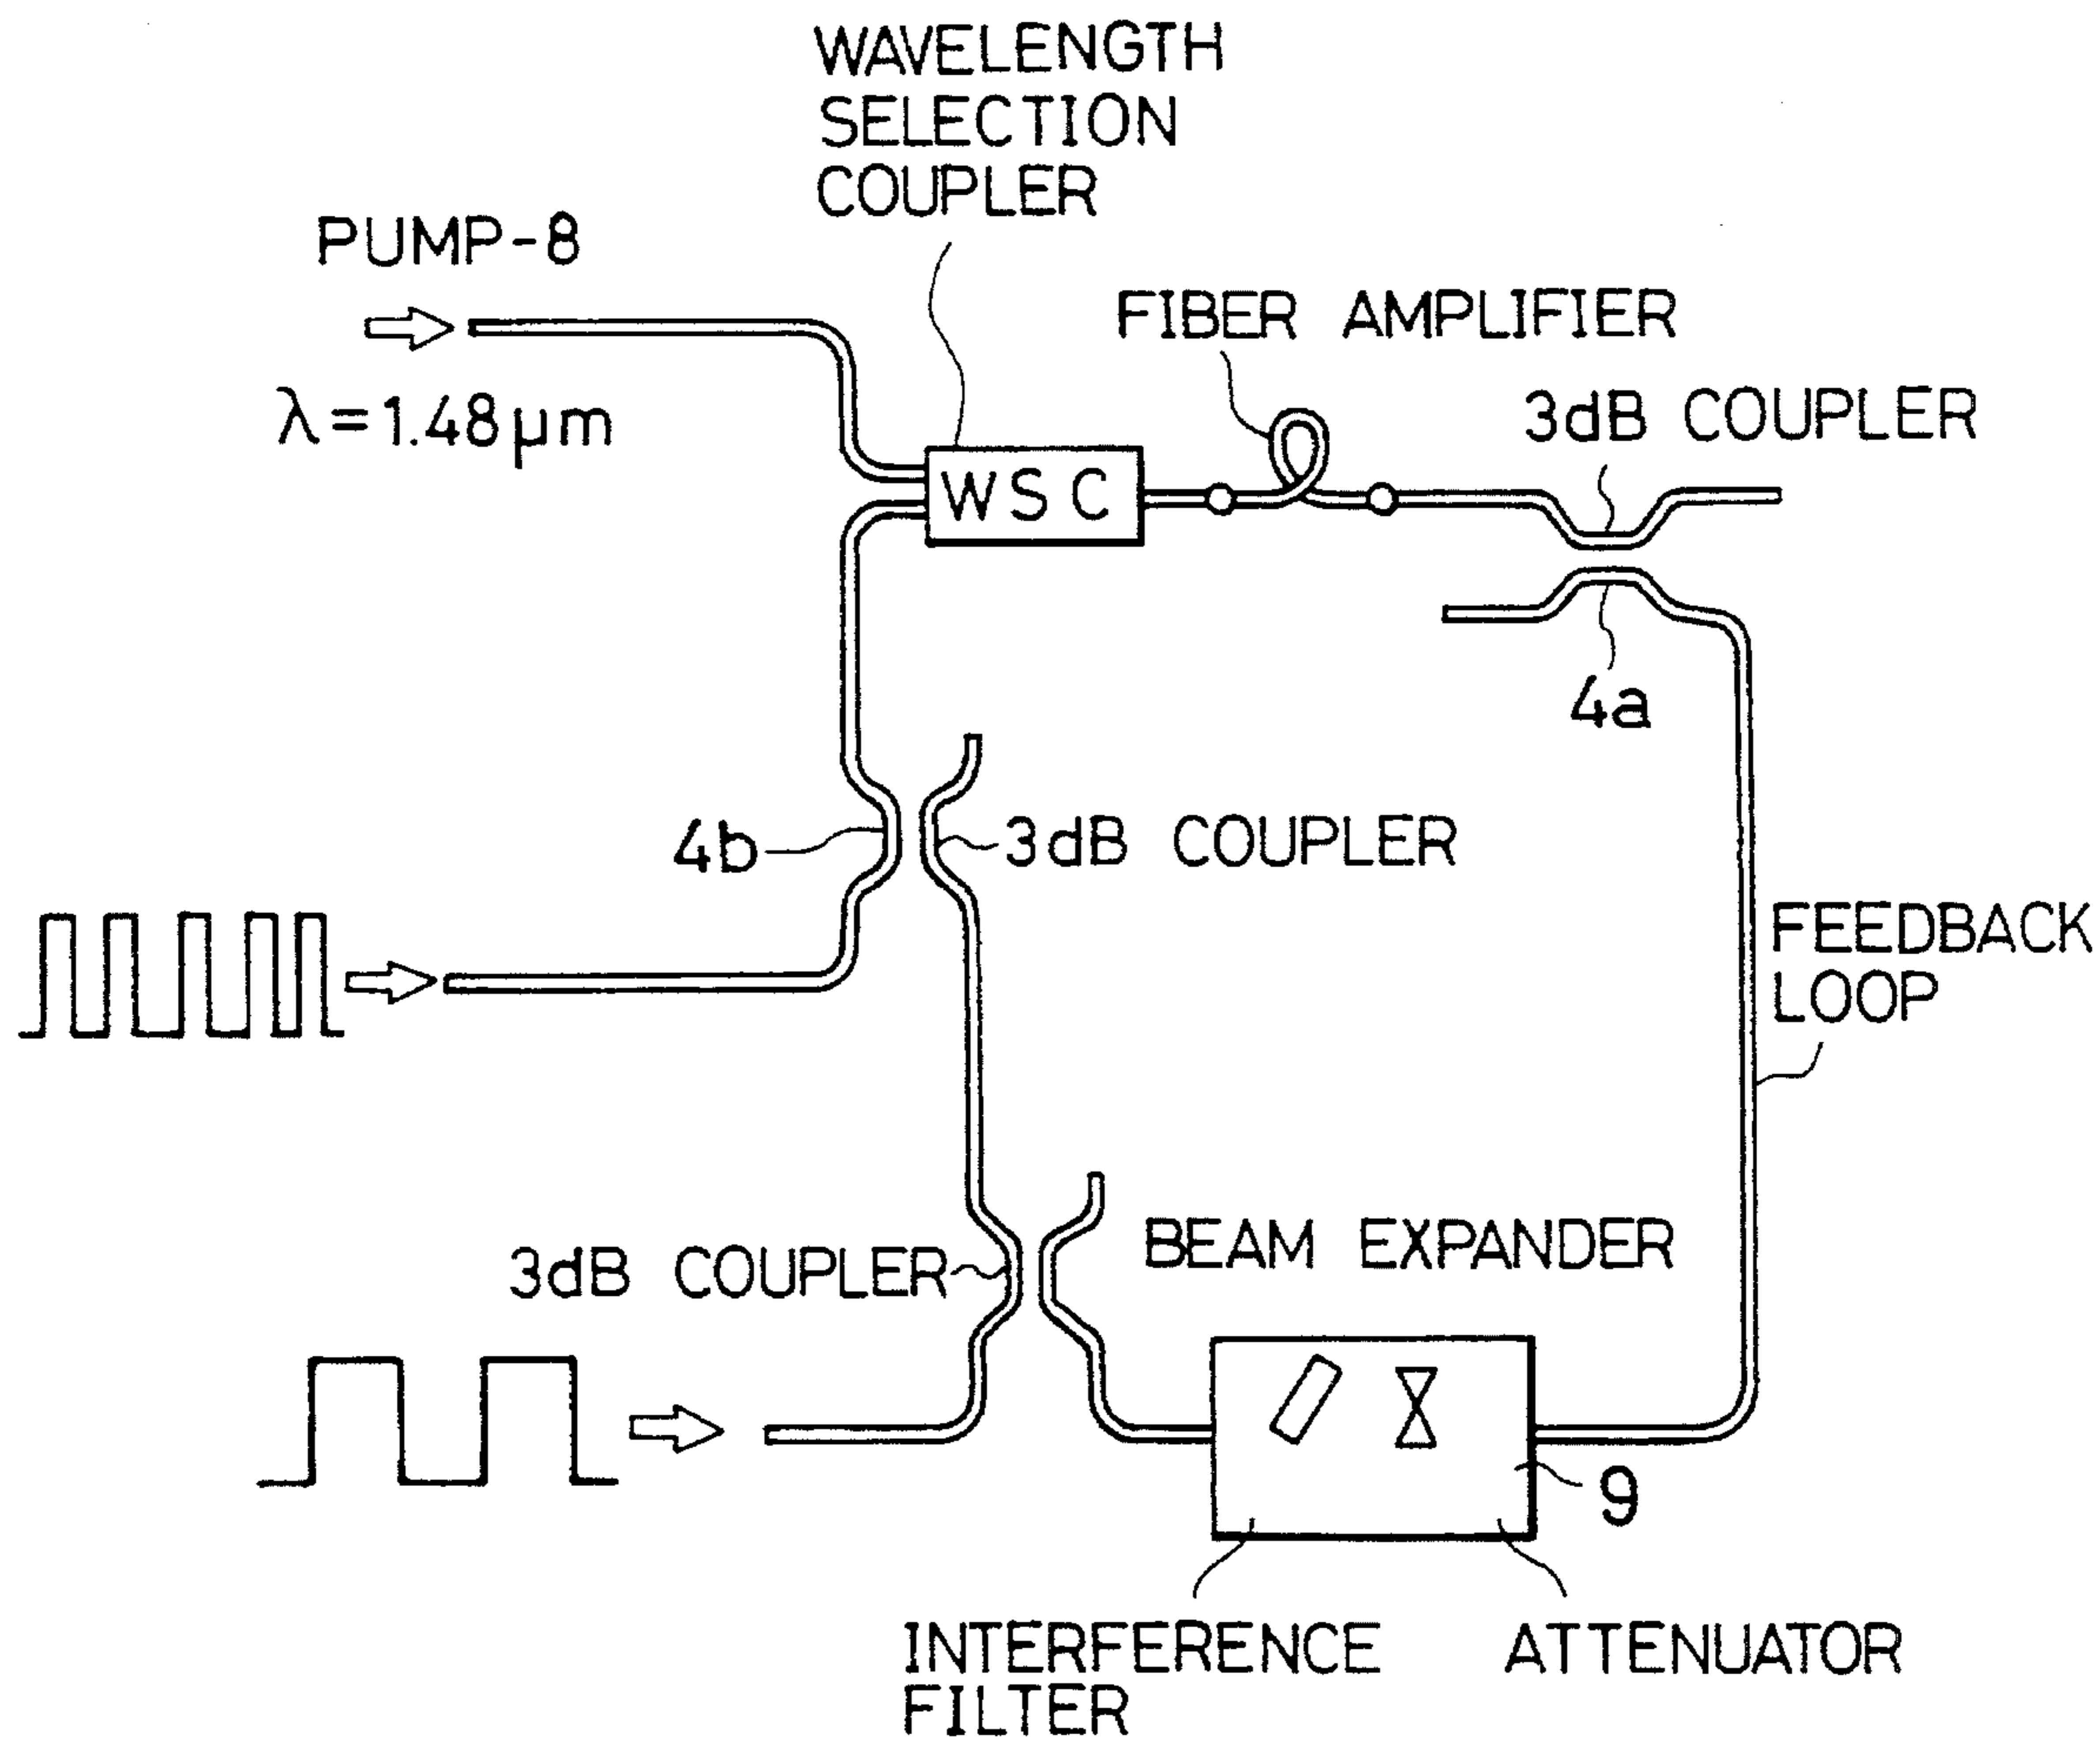 WAVELENGTH
SELECTION
COUPLER
PUMP-8
λ=1.48μm
FIBER AMPLIFIER
3dB COUPLER
WSC
4a
4b
3dB COUPLER
FEEDBACK
LOOP
3dB COUPLER
BEAM EXPANDER
9
INTERFERENCE
FILTER
ATTENUATOR